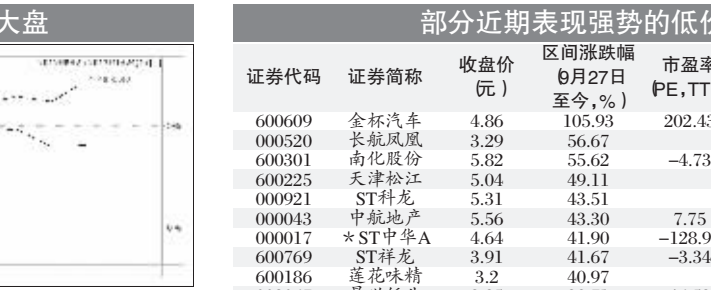 大盘
部分近期表现强势的低价
证券代码 证券简称 收盘价(元) 区间涨跌幅(9月27日至今,%) 市盈率(PE,TT
600609 金杯汽车 4.86 105.93 202.43
000520 长航凤凰 3.29 56.67
600301 南化股份 5.82 55.62 -4.73
600225 天津松江 5.04 49.11
000921 ST科龙 5.31 43.51
000043 中航地产 5.56 43.30 7.75
000017 *ST中华A 4.64 41.90 -128.9
600769 ST祥龙 3.91 41.67 -3.34
600186 莲花味精 3.2 40.97